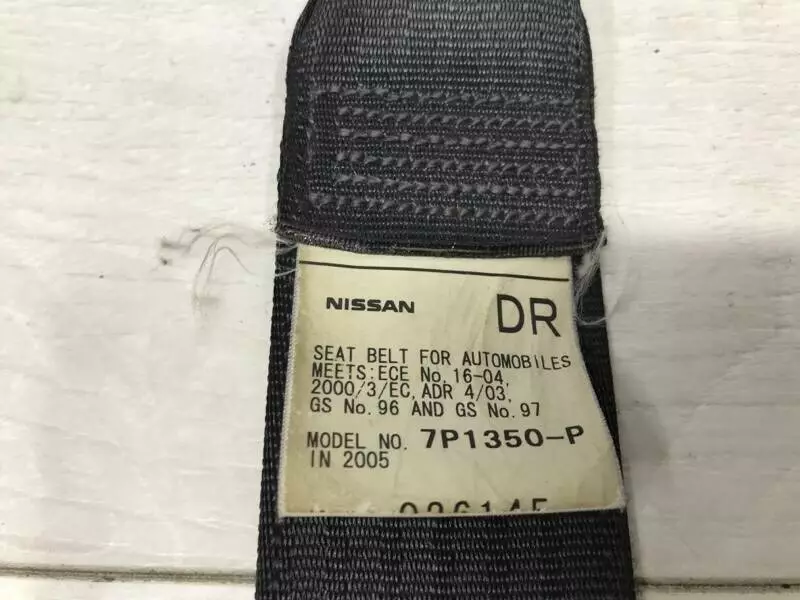 NISSAN DR
SEAT BELT FOR AUTOMOBILES
MEETS:ECE No.16-04,
2000/3/EC, ADR 4/03,
GS No.96 AND GS No.97
MODEL NO. 7P1350-P
IN 2005